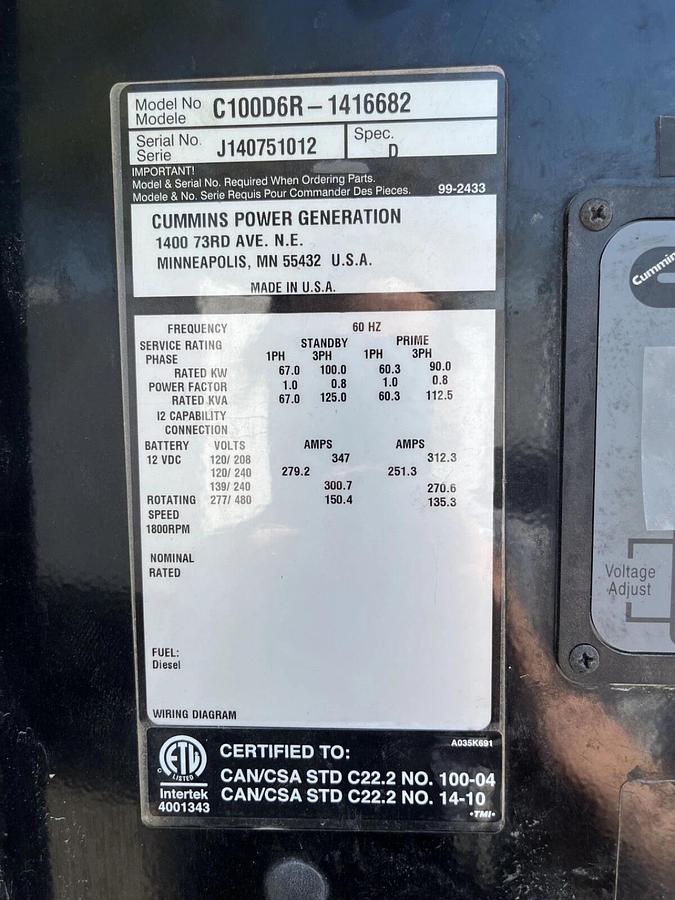 Model No C100D6R – 1416682
Modele
Serial No. J140751012 Spec.
Serie D
IMPORTANT!
Model & Serial No. Required When Ordering Parts.
Modele & No. Serie Requis Pour Commander Des Pieces. 99-2433
CUMMINS POWER GENERATION
1400 73RD AVE. N.E.
MINNEAPOLIS, MN 55432 U.S.A.
MADE IN U.S.A.
FREQUENCY 60 HZ
SERVICE RATING STANDBY PRIME
PHASE 1PH 3PH 1PH 3PH
RATED KW 67.0 100.0 60.3 90.0
POWER FACTOR 1.0 0.8 1.0 0.8
RATED KVA 67.0 125.0 60.3 112.5
I2 CAPABILITY
CONNECTION
BATTERY VOLTS AMPS AMPS
12 VDC 120/ 208 347 312.3
120/ 240 279.2 251.3
139/ 240 300.7 270.6
ROTATING 277/ 480 150.4 135.3
SPEED
1800RPM
NOMINAL
RATED
FUEL:
Diesel
WIRING DIAGRAM
A035K691
ETL
C LISTED
Intertek
4001343
CERTIFIED TO:
CAN/CSA STD C22.2 NO. 100-04
CAN/CSA STD C22.2 NO. 14-10
•TMI•
Cummins
Voltage
Adjust